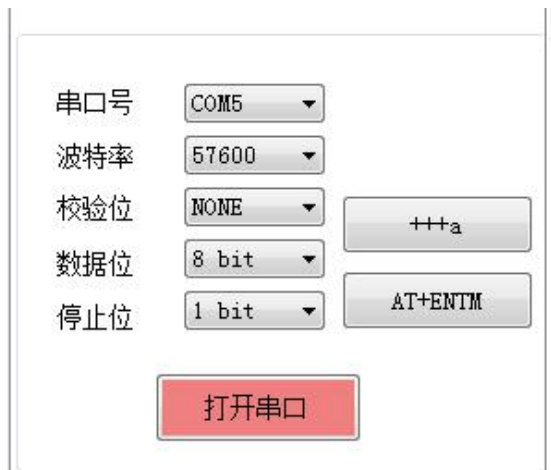 串口号 COM5
波特率 57600
校验位 NONE
+++a
数据位 8 bit
AT+ENTM
停止位 1 bit
打开串口